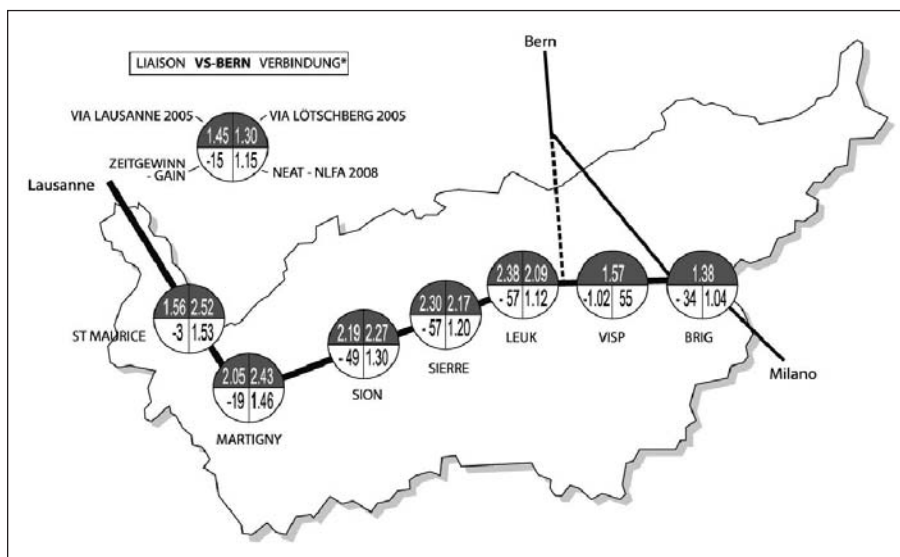 LIAISON VS-BERN VERBINDUNG*
VIA LAUSANNE 2005
VIA LÖTSCHBERG 2005
1.45 1.30
-15 1.15
ZEITGEWINN
- GAIN
NEAT - NLFA 2008
Bern
Lausanne
1.56 2.52
-3 1.53
ST MAURICE
2.05 2.43
-19 1.46
MARTIGNY
2.19 2.27
- 49 1.30
SION
2.30 2.17
- 57 1.20
SIERRE
2.38 2.09
- 57 1.12
LEUK
1.57
-1.02 55
VISP
1.38
- 34 1.04
BRIG
Milano